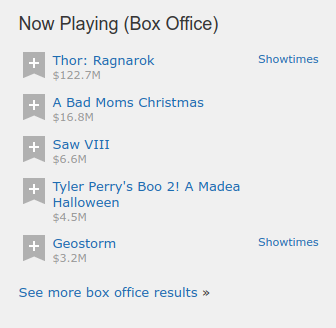 Now Playing (Box Office)
Thor: Ragnarok Showtimes
$122.7M
A Bad Moms Christmas
$16.8M
Saw VIII
$6.6M
Tyler Perry's Boo 2! A Madea
Halloween
$4.5M
Geostorm Showtimes
$3.2M
See more box office results »